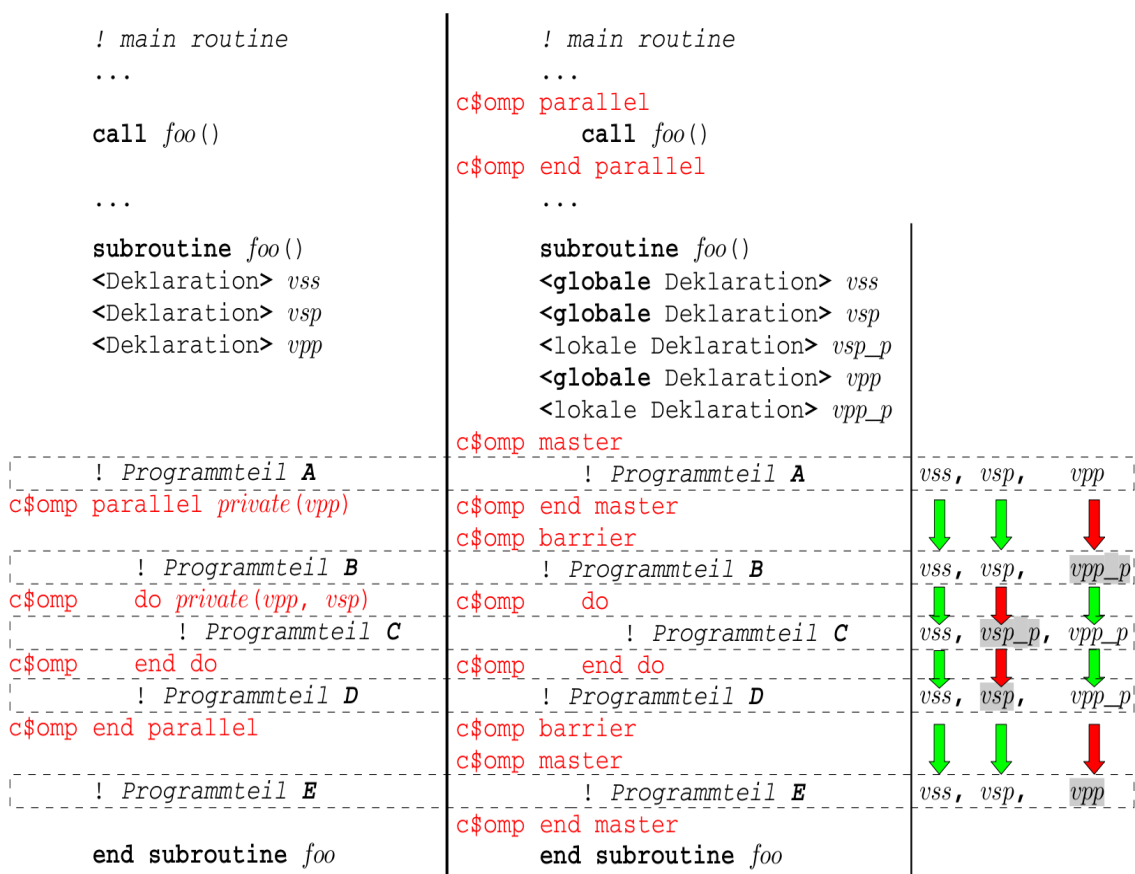 ! main routine
...
call foo()
...
subroutine foo()
<Deklaration> vss
<Deklaration> vsp
<Deklaration> vpp
! Programmteil A
c$omp parallel private(vpp)
! Programmteil B
c$omp do private(vpp, vsp)
! Programmteil C
c$omp end do
! Programmteil D
c$omp end parallel
! Programmteil E
end subroutine foo
! main routine
...
c$omp parallel
call foo()
c$omp end parallel
...
subroutine foo()
<globale Deklaration> vss
<globale Deklaration> vsp
<lokale Deklaration> vsp_p
<globale Deklaration> vpp
<lokale Deklaration> vpp_p
c$omp master
! Programmteil A
c$omp end master
c$omp barrier
! Programmteil B
c$omp do
! Programmteil C
c$omp end do
! Programmteil D
c$omp barrier
c$omp master
! Programmteil E
c$omp end master
end subroutine foo
vss, vsp, vpp
vss, vsp, vpp_p
vss, vsp_p, vpp_p
vss, vsp, vpp_p
vss, vsp, vpp